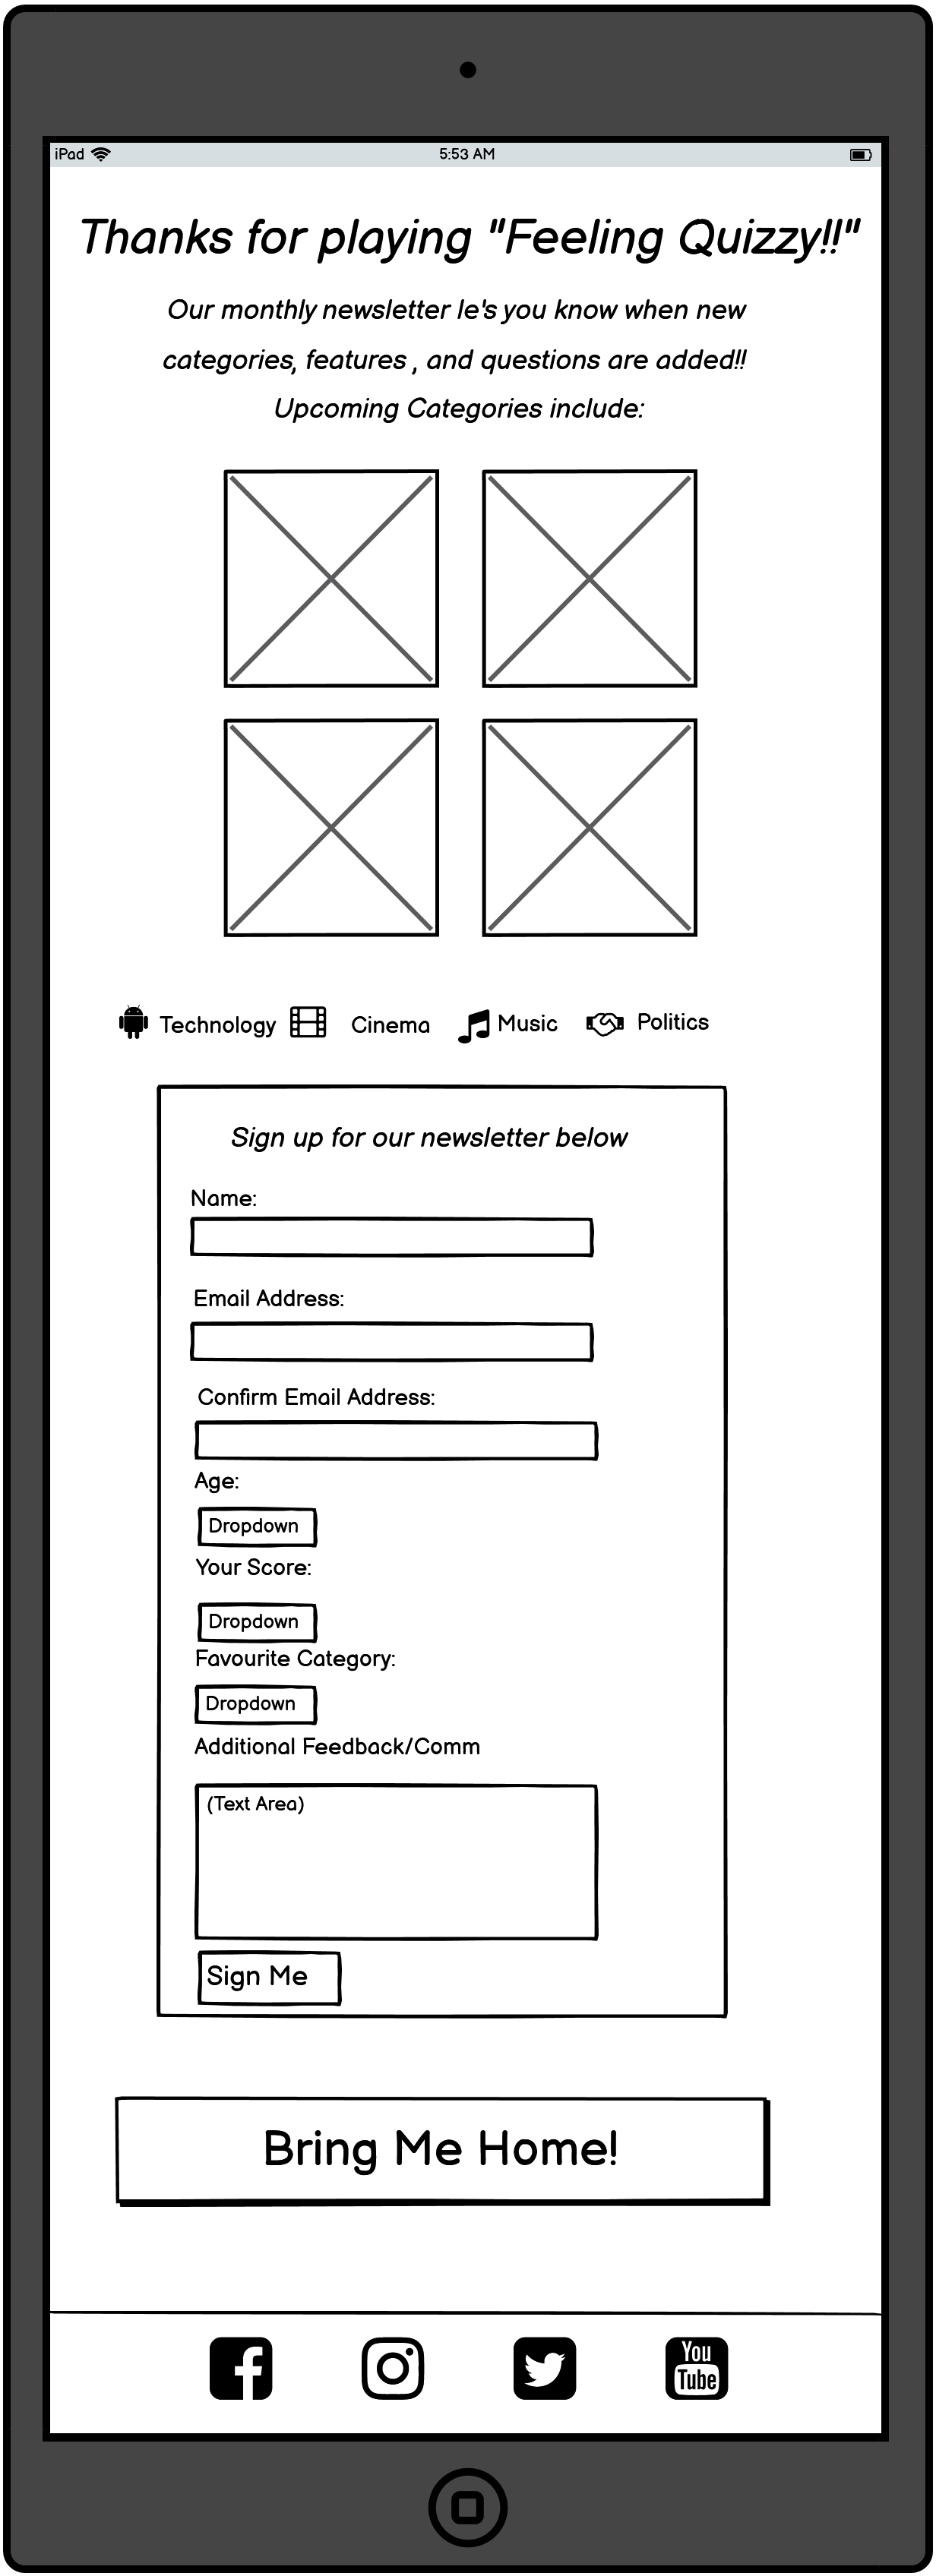 iPad 5:53 AM
Thanks for playing "Feeling Quizzy!!"
Our monthly newsletter le's you know when new
categories, features , and questions are added!!
Upcoming Categories include:
Technology Cinema Music Politics
Sign up for our newsletter below
Name:
Email Address:
Confirm Email Address:
Age:
Dropdown
Your Score:
Dropdown
Favourite Category:
Dropdown
Additional Feedback/Comm
(Text Area)
Sign Me
Bring Me Home!
You
Tube